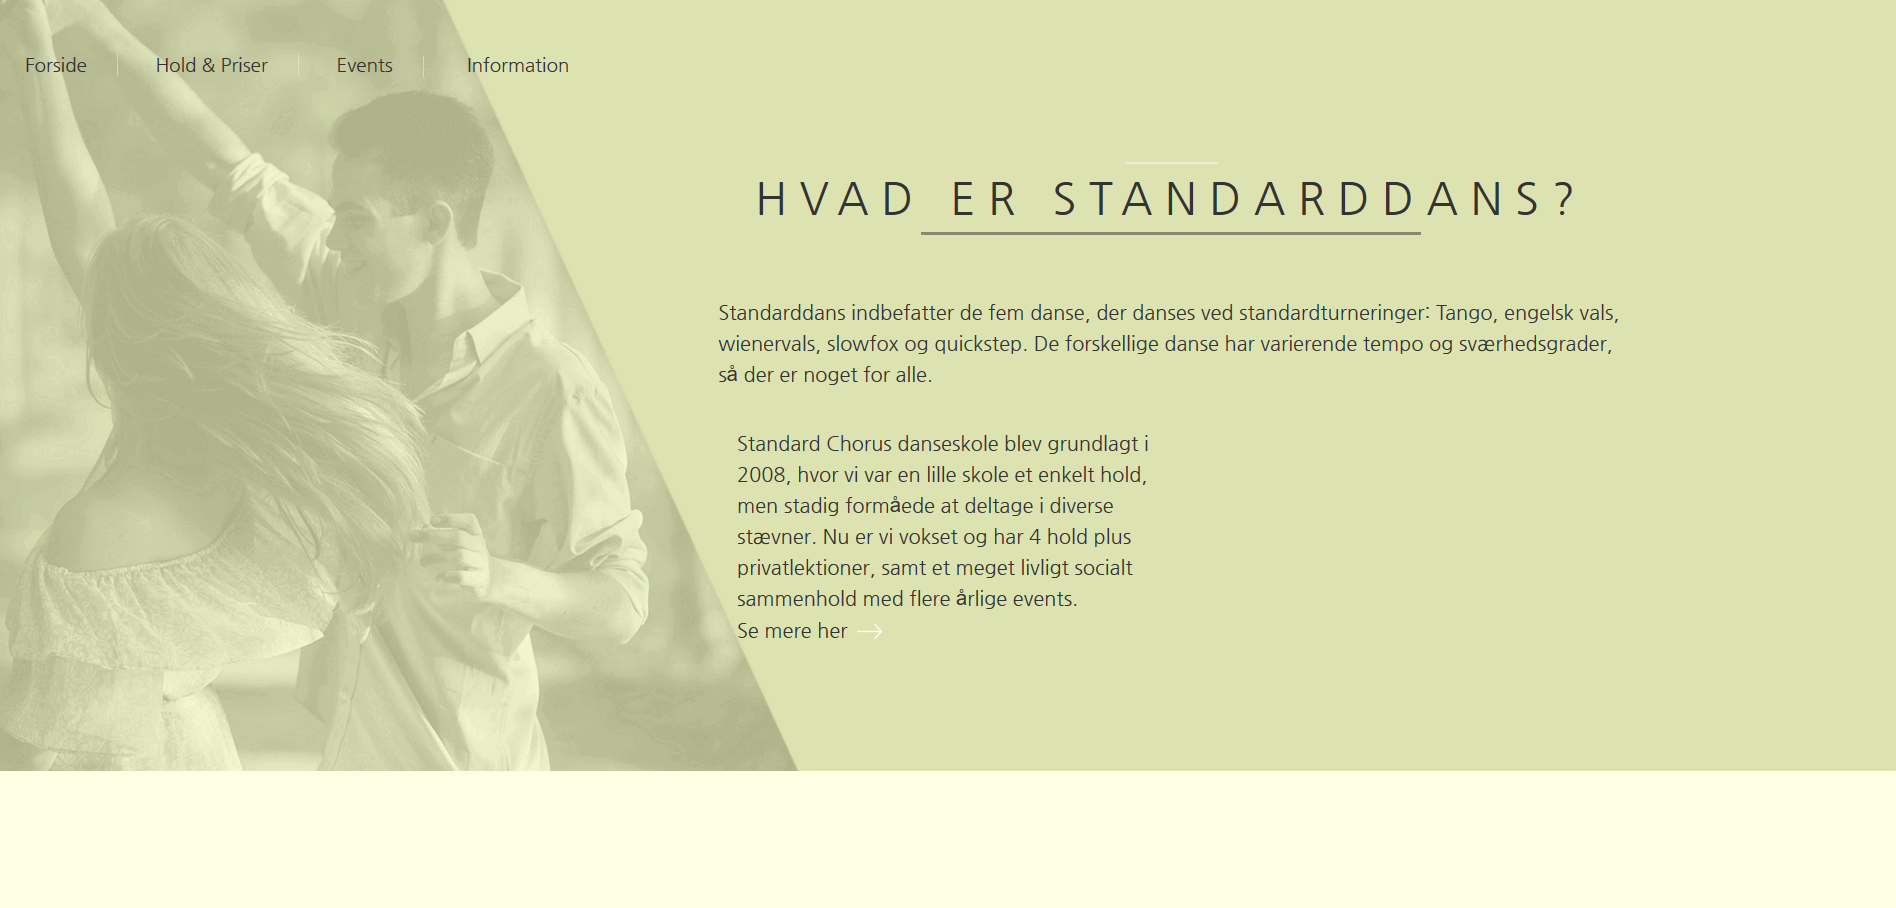 Forside Hold & Priser Events Information
HVAD ER STANDARDDANS?
Standarddans indbefatter de fem danse, der danses ved standardturneringer: Tango, engelsk vals,
wienervals, slowfox og quickstep. De forskellige danse har varierende tempo og sværhedsgrader,
så der er noget for alle.
Standard Chorus danseskole blev grundlagt i
2008, hvor vi var en lille skole et enkelt hold,
men stadig formåede at deltage i diverse
stævner. Nu er vi vokset og har 4 hold plus
privatlektioner, samt et meget livligt socialt
sammenhold med flere årlige events.
Se mere her